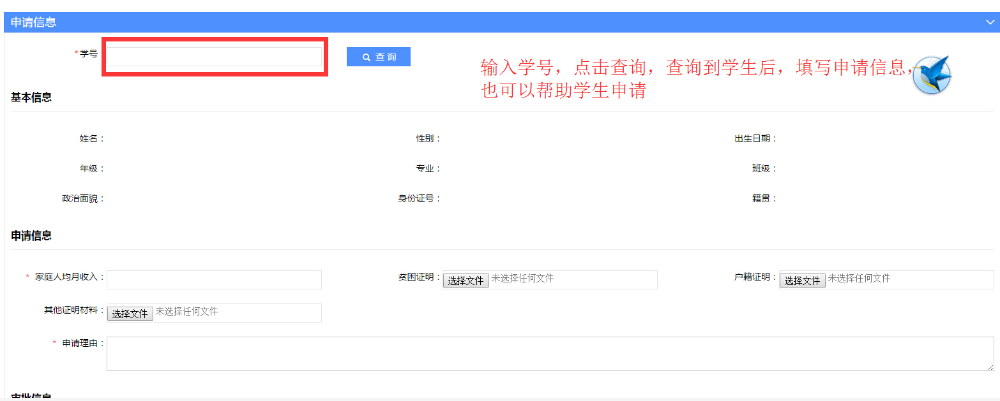 申请信息
*学号
查询
输入学号，点击查询，查询到学生后，填写申请信息，
也可以帮助学生申请
基本信息
姓名： 性别： 出生日期：
年级： 专业： 班级：
政治面貌： 身份证号： 籍贯：
申请信息
* 家庭人均月收入： 贫困证明： 选择文件 未选择任何文件 户籍证明： 选择文件 未选择任何文件
其他证明材料： 选择文件 未选择任何文件
* 申请理由：
审批信息